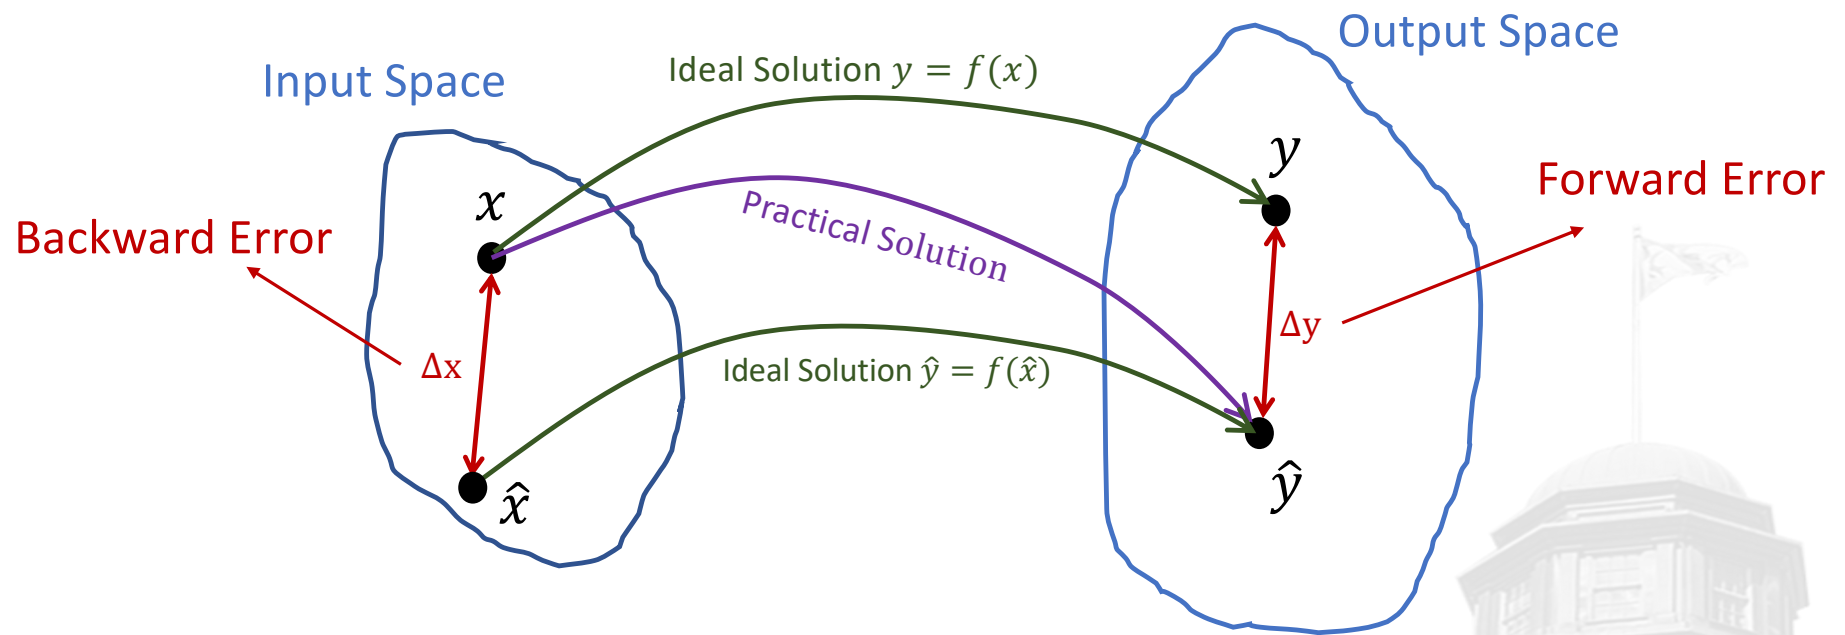 Output Space
Input Space
Ideal Solution y = f(x)
y
x
Practical Solution
Forward Error
Backward Error
Δy
Δx
Ideal Solution ŷ = f(x̂)
x̂
ŷ